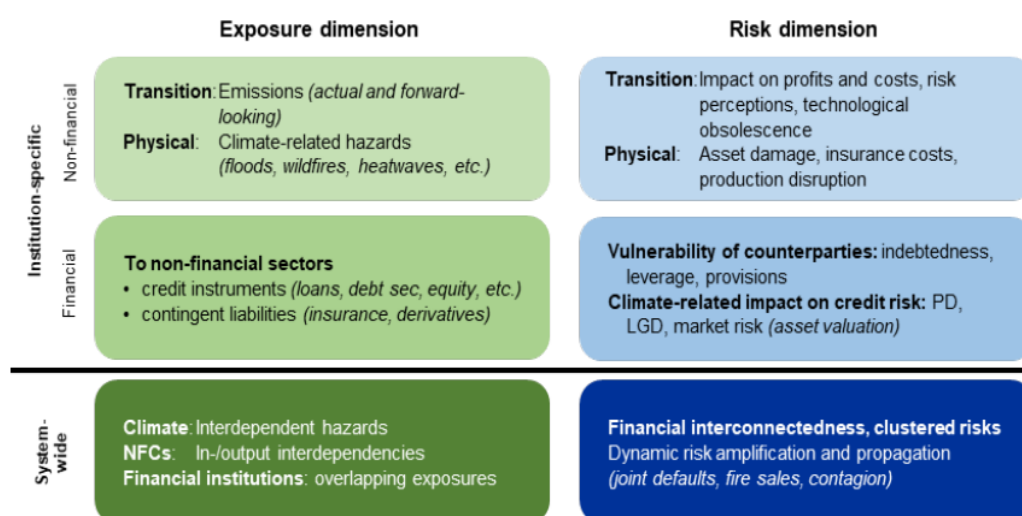 Exposure dimension
Risk dimension
Institution-specific
Non-financial
Transition: Emissions (actual and forward-
looking)
Physical: Climate-related hazards
(floods, wildfires, heatwaves, etc.)
Transition: Impact on profits and costs, risk
perceptions, technological
obsolescence
Physical: Asset damage, insurance costs,
production disruption
Financial
To non-financial sectors
• credit instruments (loans, debt sec, equity, etc.)
• contingent liabilities (insurance, derivatives)
Vulnerability of counterparties: indebtedness,
leverage, provisions
Climate-related impact on credit risk: PD,
LGD, market risk (asset valuation)
System-
wide
Climate: Interdependent hazards
NFCs: In-/output interdependencies
Financial institutions: overlapping exposures
Financial interconnectedness, clustered risks
Dynamic risk amplification and propagation
(joint defaults, fire sales, contagion)